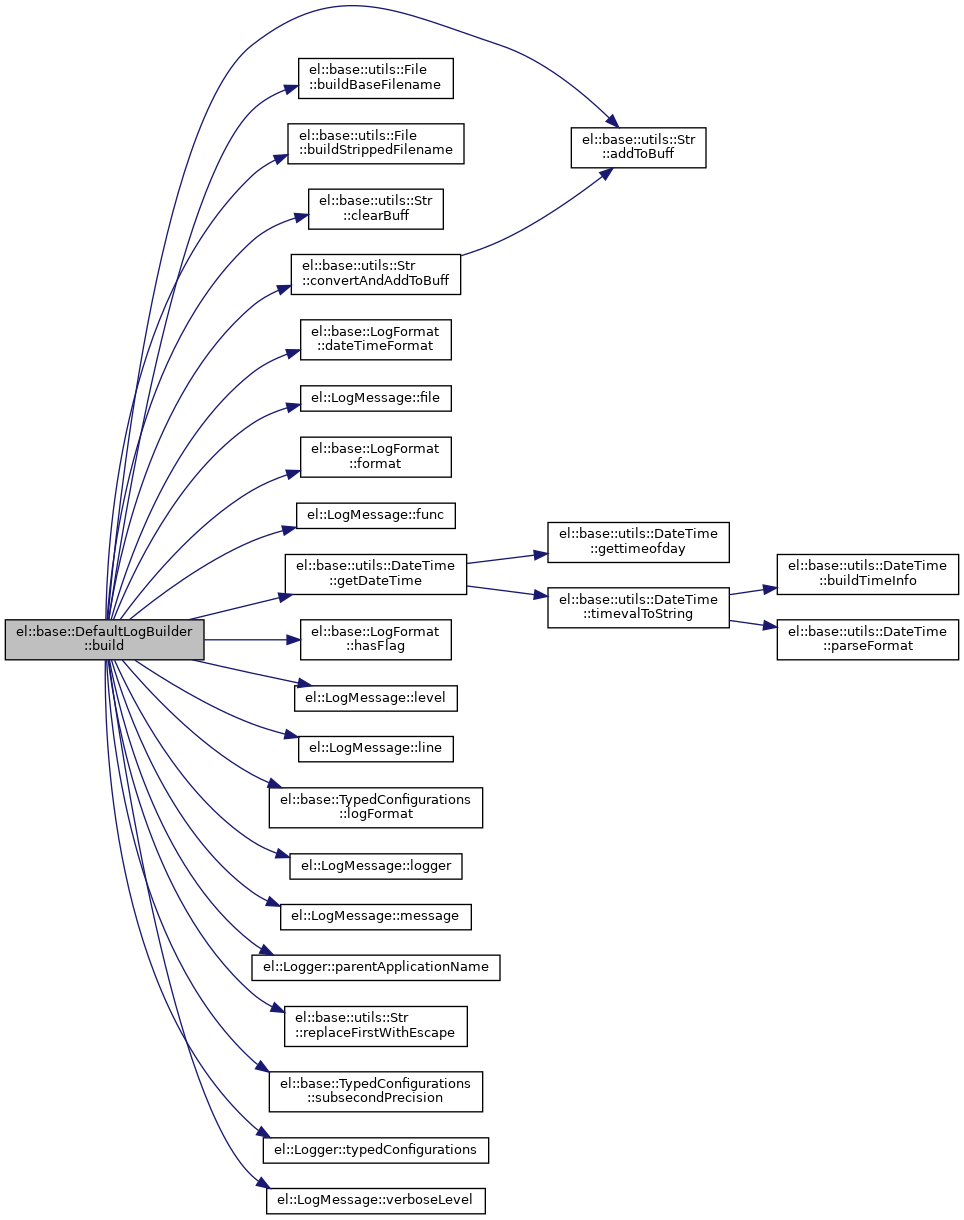 el::base::utils::File
::buildBaseFilename
el::base::utils::File
::buildStrippedFilename
el::base::utils::Str
::addToBuff
el::base::utils::Str
::clearBuff
el::base::utils::Str
::convertAndAddToBuff
el::base::LogFormat
::dateTimeFormat
el::LogMessage::file
el::base::LogFormat
::format
el::LogMessage::func
el::base::utils::DateTime
::getDateTime
el::base::utils::DateTime
::gettimeofday
el::base::utils::DateTime
::timevalToString
el::base::utils::DateTime
::buildTimeInfo
el::base::utils::DateTime
::parseFormat
el::base::DefaultLogBuilder
::build
el::base::LogFormat
::hasFlag
el::LogMessage::level
el::LogMessage::line
el::base::TypedConfigurations
::logFormat
el::LogMessage::logger
el::LogMessage::message
el::Logger::parentApplicationName
el::base::utils::Str
::replaceFirstWithEscape
el::base::TypedConfigurations
::subsecondPrecision
el::Logger::typedConfigurations
el::LogMessage::verboseLevel